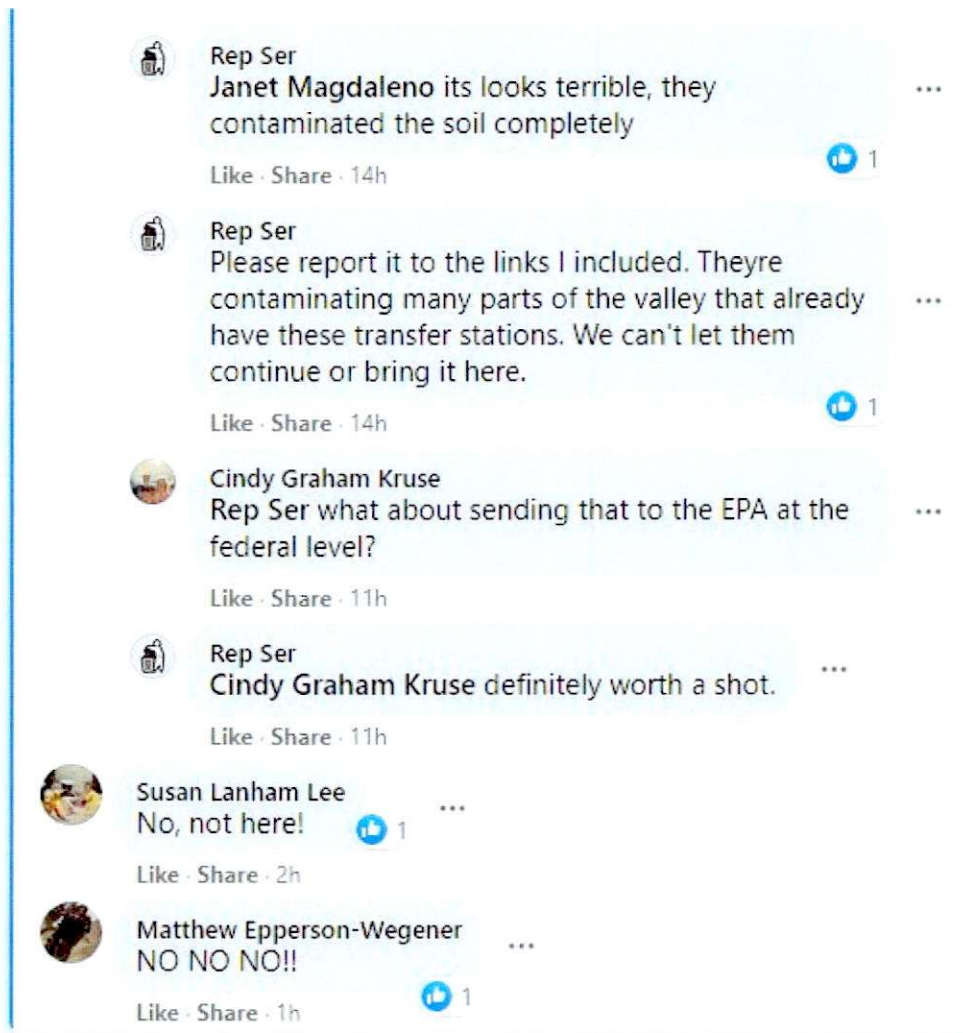 Rep Ser
Janet Magdaleno its looks terrible, they
contaminated the soil completely
1
Like · Share · 14h
Rep Ser
Please report it to the links I included. Theyre
contaminating many parts of the valley that already
have these transfer stations. We can't let them
continue or bring it here.
1
Like · Share · 14h
Cindy Graham Kruse
Rep Ser what about sending that to the EPA at the
federal level?
Like · Share · 11h
Rep Ser
Cindy Graham Kruse definitely worth a shot.
Like · Share · 11h
Susan Lanham Lee
No, not here!
1
Like · Share · 2h
Matthew Epperson-Wegener
NO NO NO!!
1
Like · Share · 1h